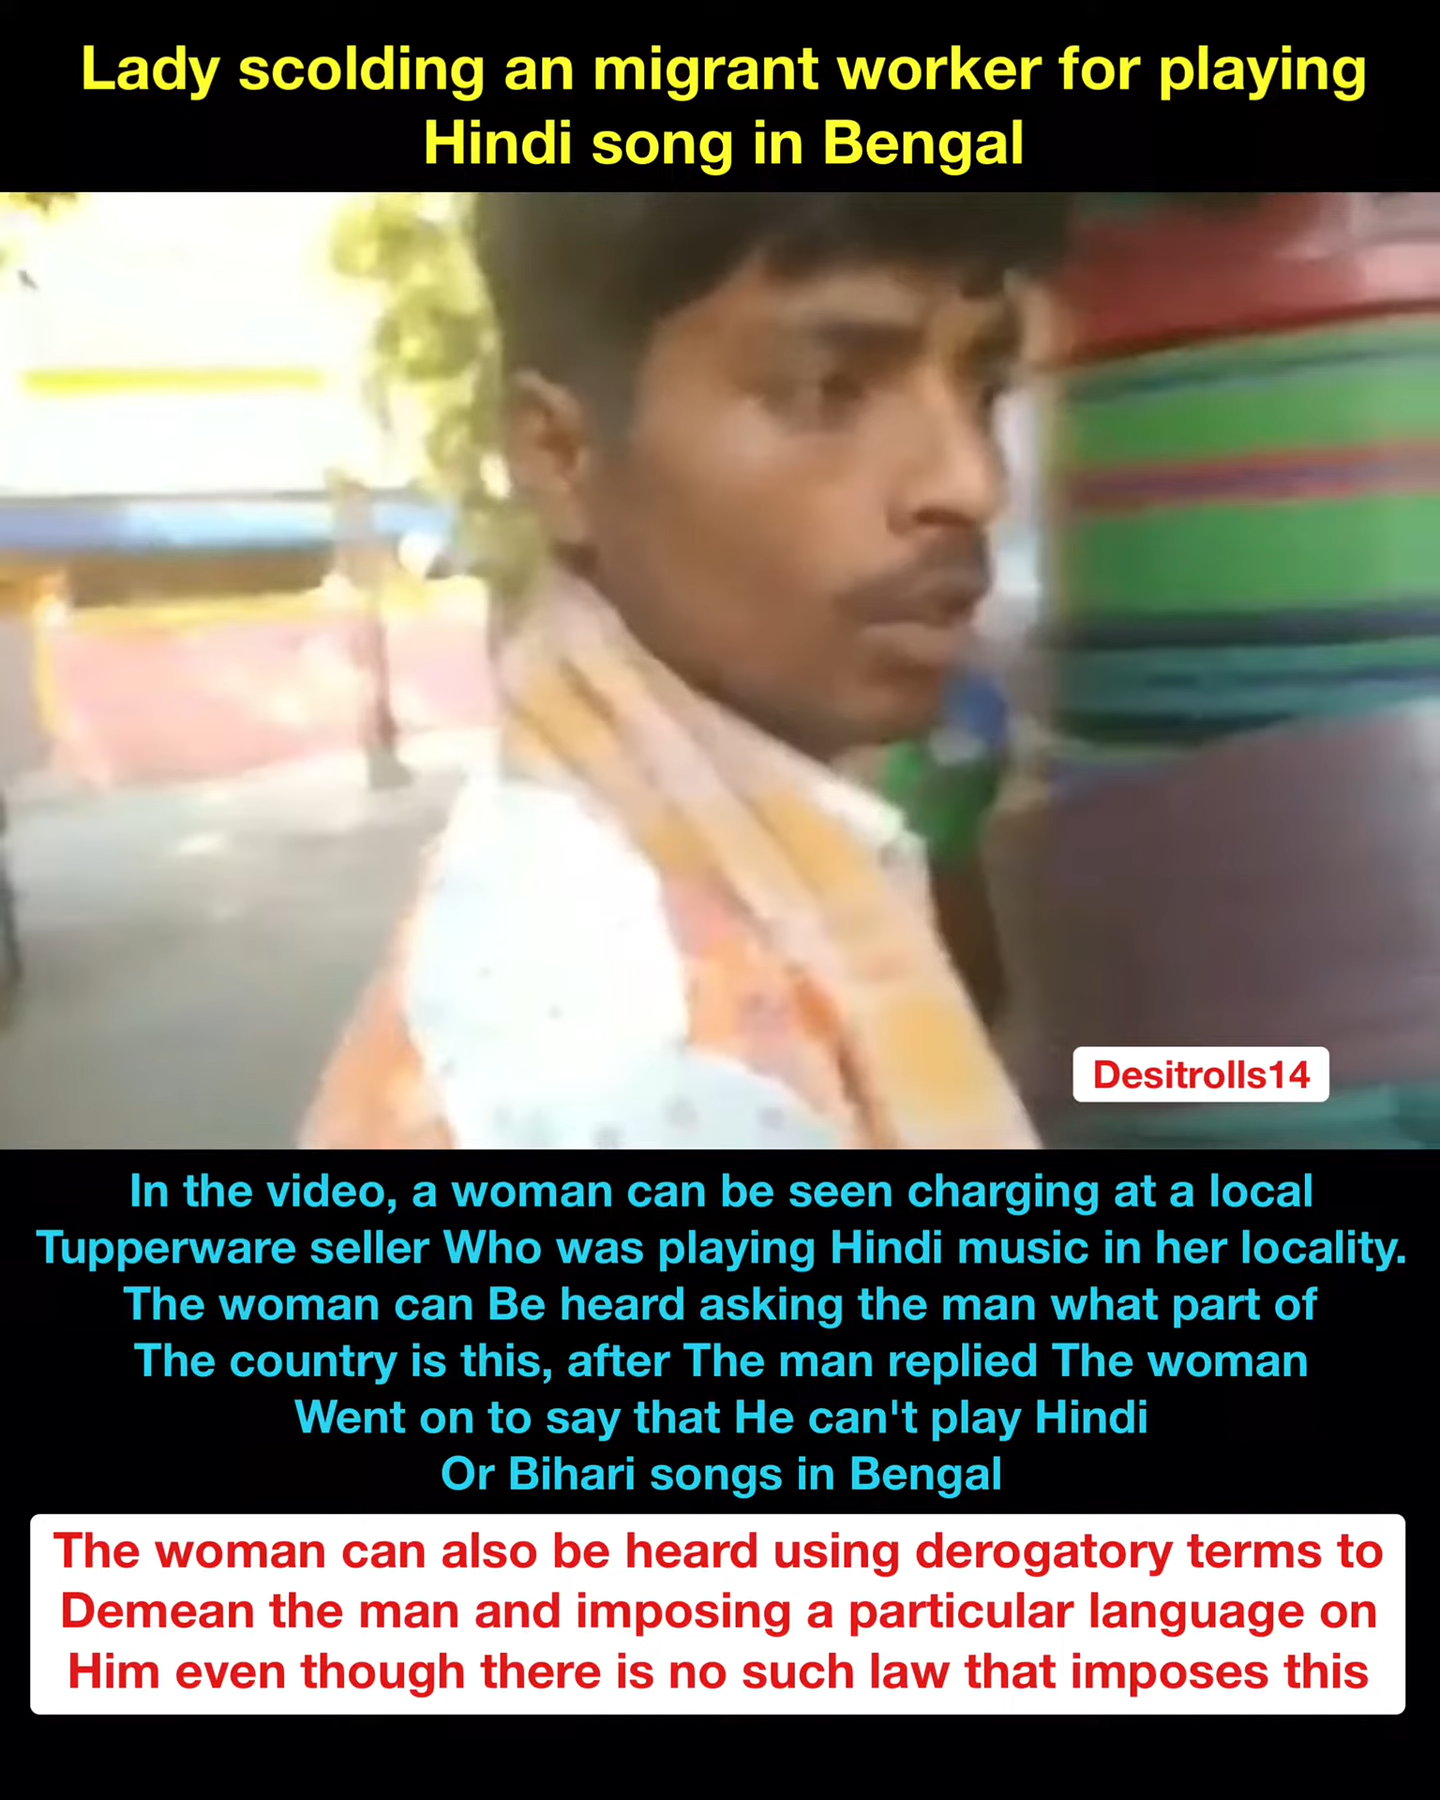 Lady scolding an migrant worker for playing
Hindi song in Bengal
Desitrolls14
In the video, a woman can be seen charging at a local
Tupperware seller Who was playing Hindi music in her locality.
The woman can Be heard asking the man what part of
The country is this, after The man replied The woman
Went on to say that He can't play Hindi
Or Bihari songs in Bengal
The woman can also be heard using derogatory terms to
Demean the man and imposing a particular language on
Him even though there is no such law that imposes this